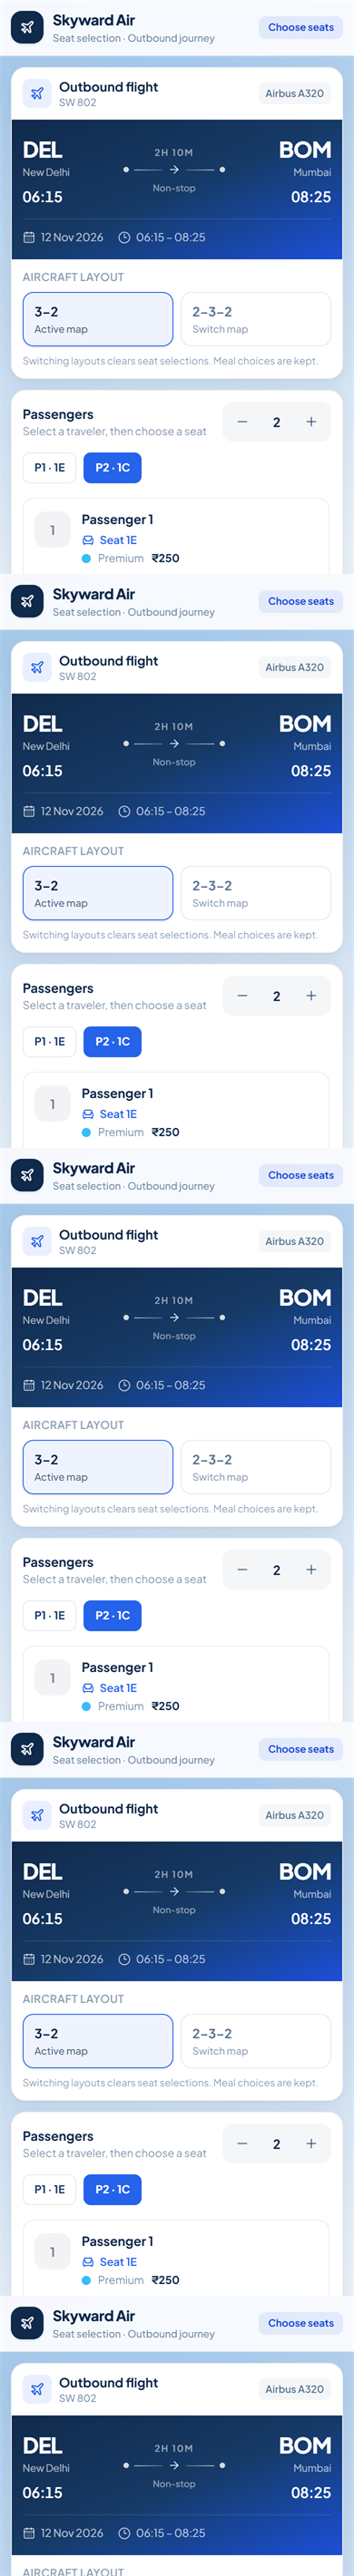 Skyward Air
Seat selection · Outbound journey
Choose seats
Outbound flight
SW 802
Airbus A320
DEL
2H 10M
BOM
New Delhi
Non-stop
Mumbai
06:15
08:25
12 Nov 2026
06:15 – 08:25
AIRCRAFT LAYOUT
3–2
Active map
2–3–2
Switch map
Switching layouts clears seat selections. Meal choices are kept.
Passengers
Select a traveler, then choose a seat
2
P1 · 1E
P2 · 1C
1
Passenger 1
Seat 1E
Premium ₹250
Skyward Air
Seat selection · Outbound journey
Choose seats
Outbound flight
SW 802
Airbus A320
DEL
2H 10M
BOM
New Delhi
Non-stop
Mumbai
06:15
08:25
12 Nov 2026
06:15 – 08:25
AIRCRAFT LAYOUT
3–2
Active map
2–3–2
Switch map
Switching layouts clears seat selections. Meal choices are kept.
Passengers
Select a traveler, then choose a seat
2
P1 · 1E
P2 · 1C
1
Passenger 1
Seat 1E
Premium ₹250
Skyward Air
Seat selection · Outbound journey
Choose seats
Outbound flight
SW 802
Airbus A320
DEL
2H 10M
BOM
New Delhi
Non-stop
Mumbai
06:15
08:25
12 Nov 2026
06:15 – 08:25
AIRCRAFT LAYOUT
3–2
Active map
2–3–2
Switch map
Switching layouts clears seat selections. Meal choices are kept.
Passengers
Select a traveler, then choose a seat
2
P1 · 1E
P2 · 1C
1
Passenger 1
Seat 1E
Premium ₹250
Skyward Air
Seat selection · Outbound journey
Choose seats
Outbound flight
SW 802
Airbus A320
DEL
2H 10M
BOM
New Delhi
Non-stop
Mumbai
06:15
08:25
12 Nov 2026
06:15 – 08:25
AIRCRAFT LAYOUT
3–2
Active map
2–3–2
Switch map
Switching layouts clears seat selections. Meal choices are kept.
Passengers
Select a traveler, then choose a seat
2
P1 · 1E
P2 · 1C
1
Passenger 1
Seat 1E
Premium ₹250
Skyward Air
Seat selection · Outbound journey
Choose seats
Outbound flight
SW 802
Airbus A320
DEL
2H 10M
BOM
New Delhi
Non-stop
Mumbai
06:15
08:25
12 Nov 2026
06:15 – 08:25
AIRCRAFT LAYOUT